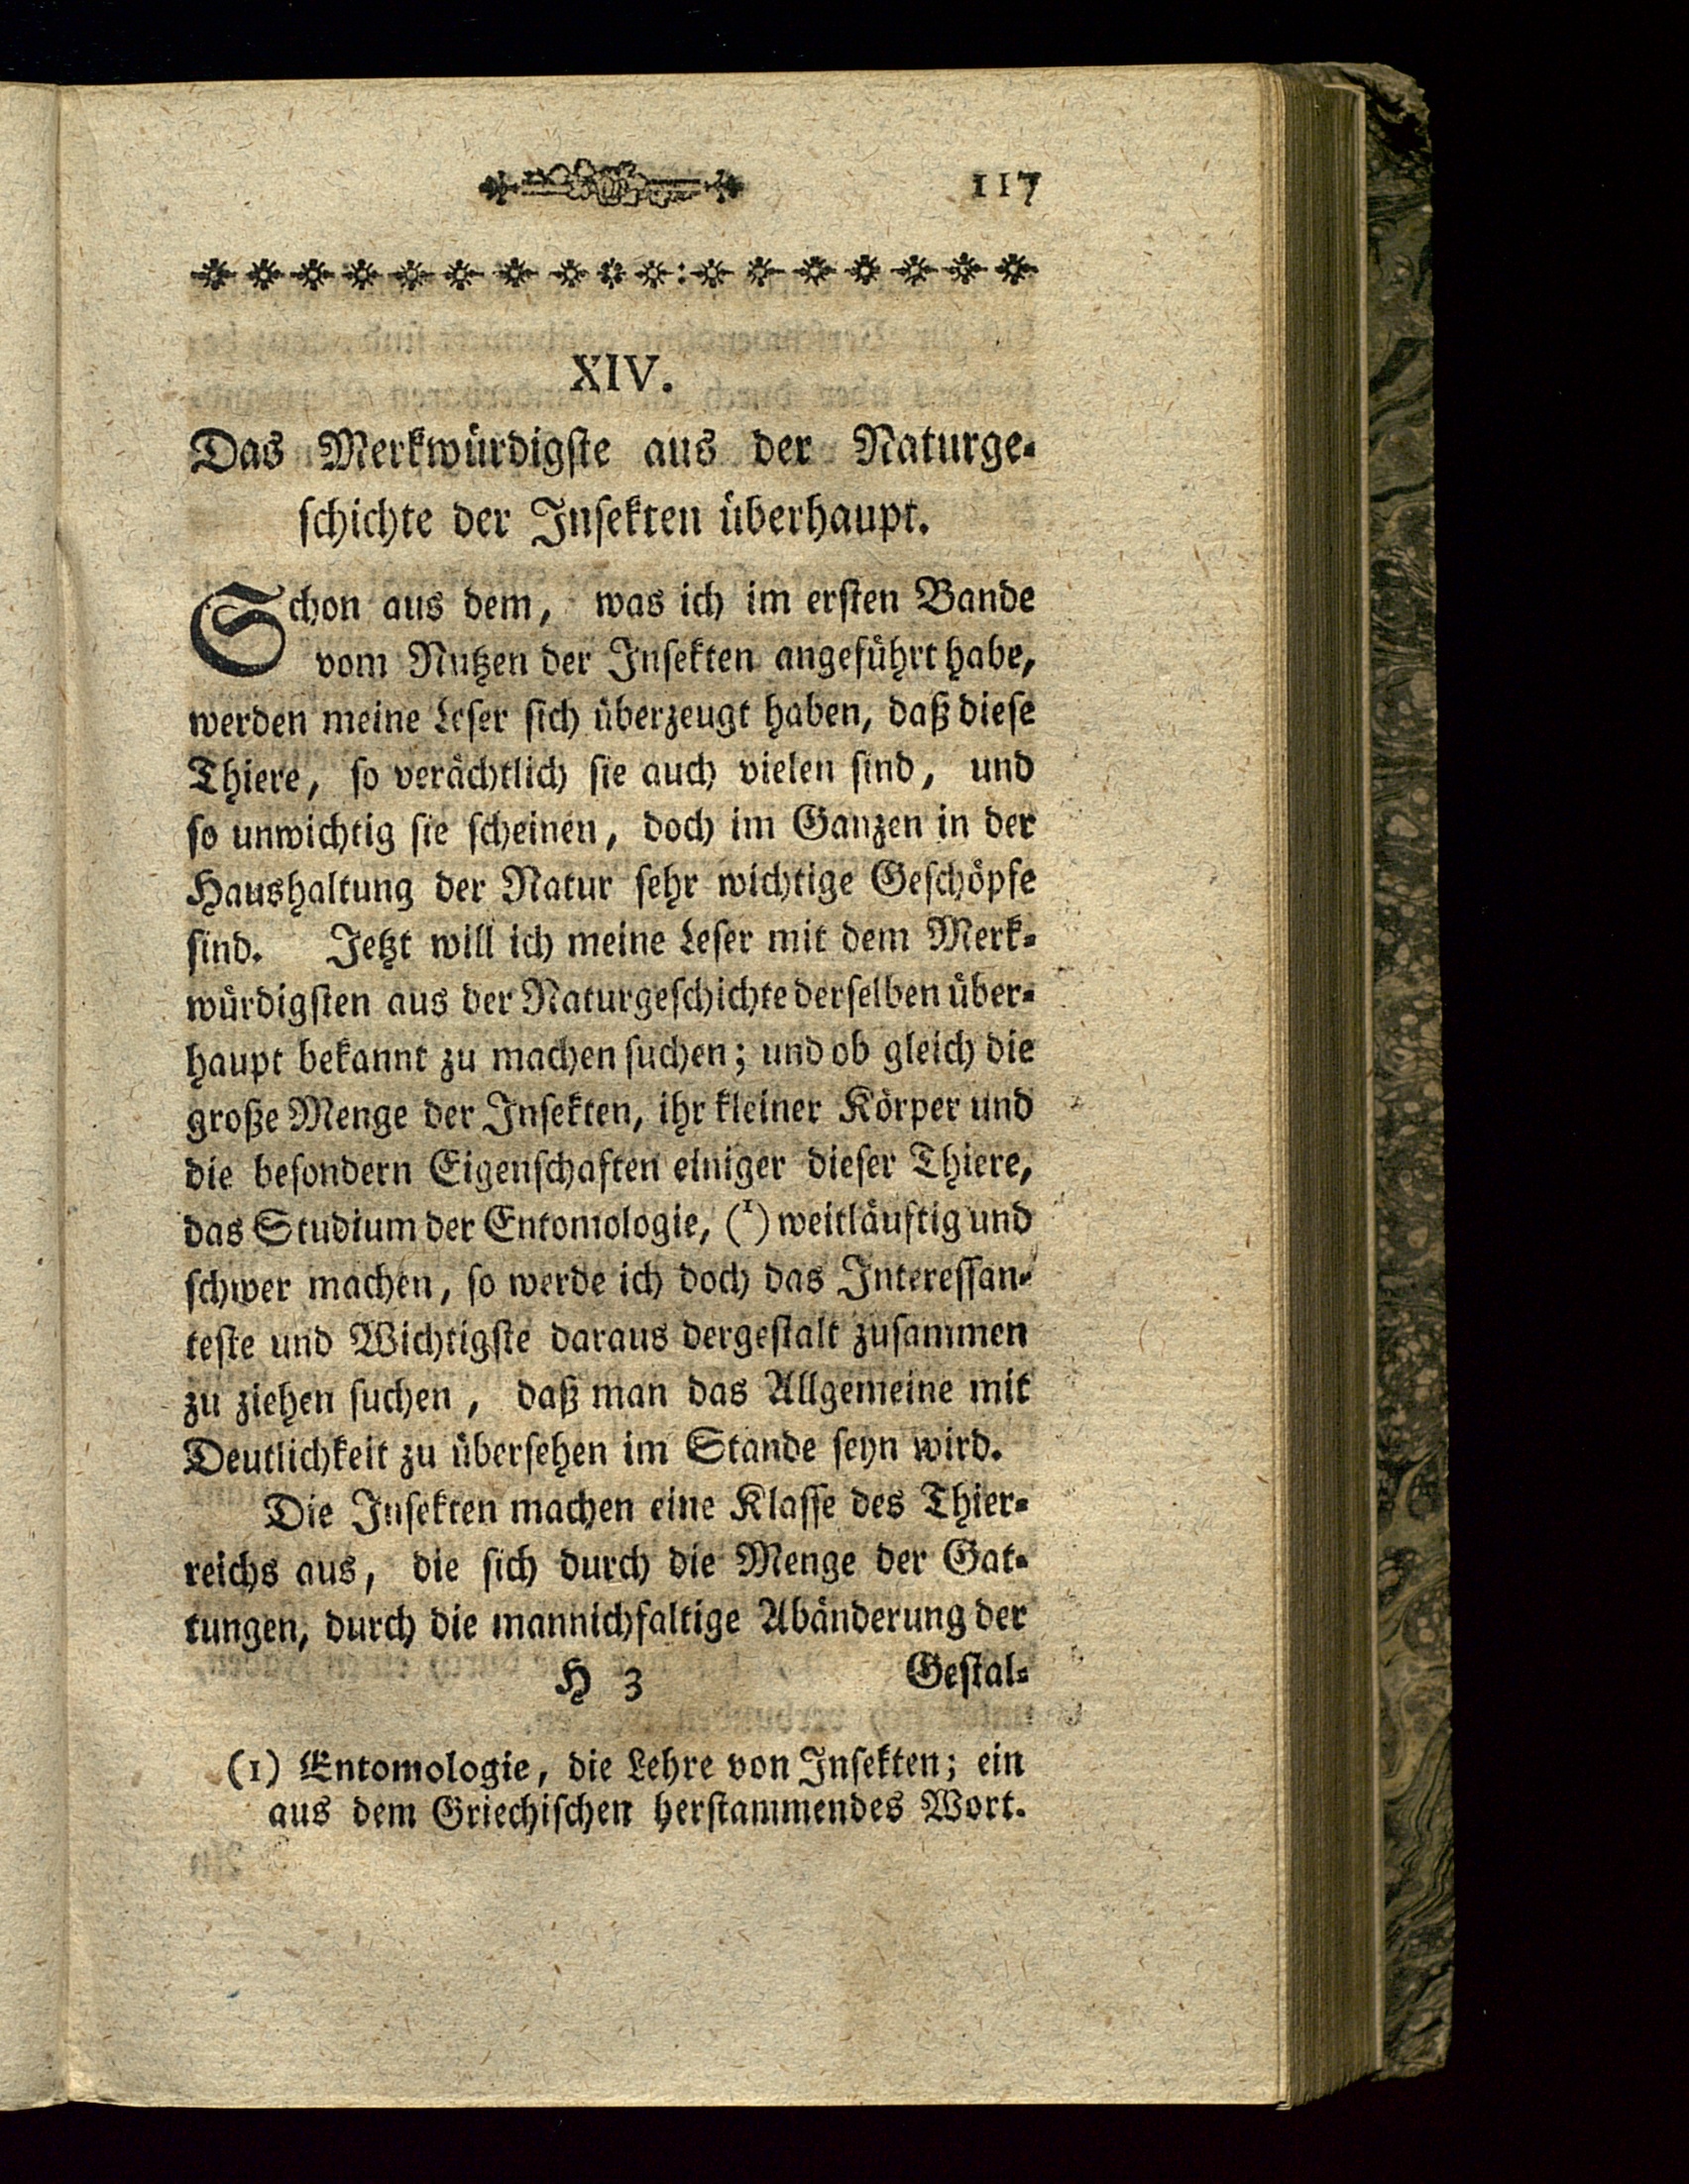 117
XIV.
Das Merkwürdigste aus der Naturge-
schichte der Insekten überhaupt.
Schon aus dem, was ich im ersten Bande
vom Nutzen der Insekten angeführt habe,
werden meine Leser sich überzeugt haben, daß diese
Thiere, so verächtlich sie auch vielen sind, und
so unwichtig sie scheinen, doch im Ganzen in der
Haushaltung der Natur sehr wichtige Geschöpfe
sind. Jetzt will ich meine Leser mit dem Merk-
würdigsten aus der Naturgeschichte derselben über-
haupt bekannt zu machen suchen; und ob gleich die
große Menge der Insekten, ihr kleiner Körper und
die besondern Eigenschaften einiger dieser Thiere,
das Studium der Entomologie, (1) weitläuftig und
schwer machen, so werde ich doch das Interessan-
teste und Wichtigste daraus dergestalt zusammen
zu ziehen suchen, daß man das Allgemeine mit
Deutlichkeit zu übersehen im Stande seyn wird.
Die Insekten machen eine Klasse des Thier-
reichs aus, die sich durch die Menge der Gat-
tungen, durch die mannichfaltige Abänderung der
H 3 Gestal-
(1) Entomologie, die Lehre von Insekten; ein
aus dem Griechischen herstammendes Wort.